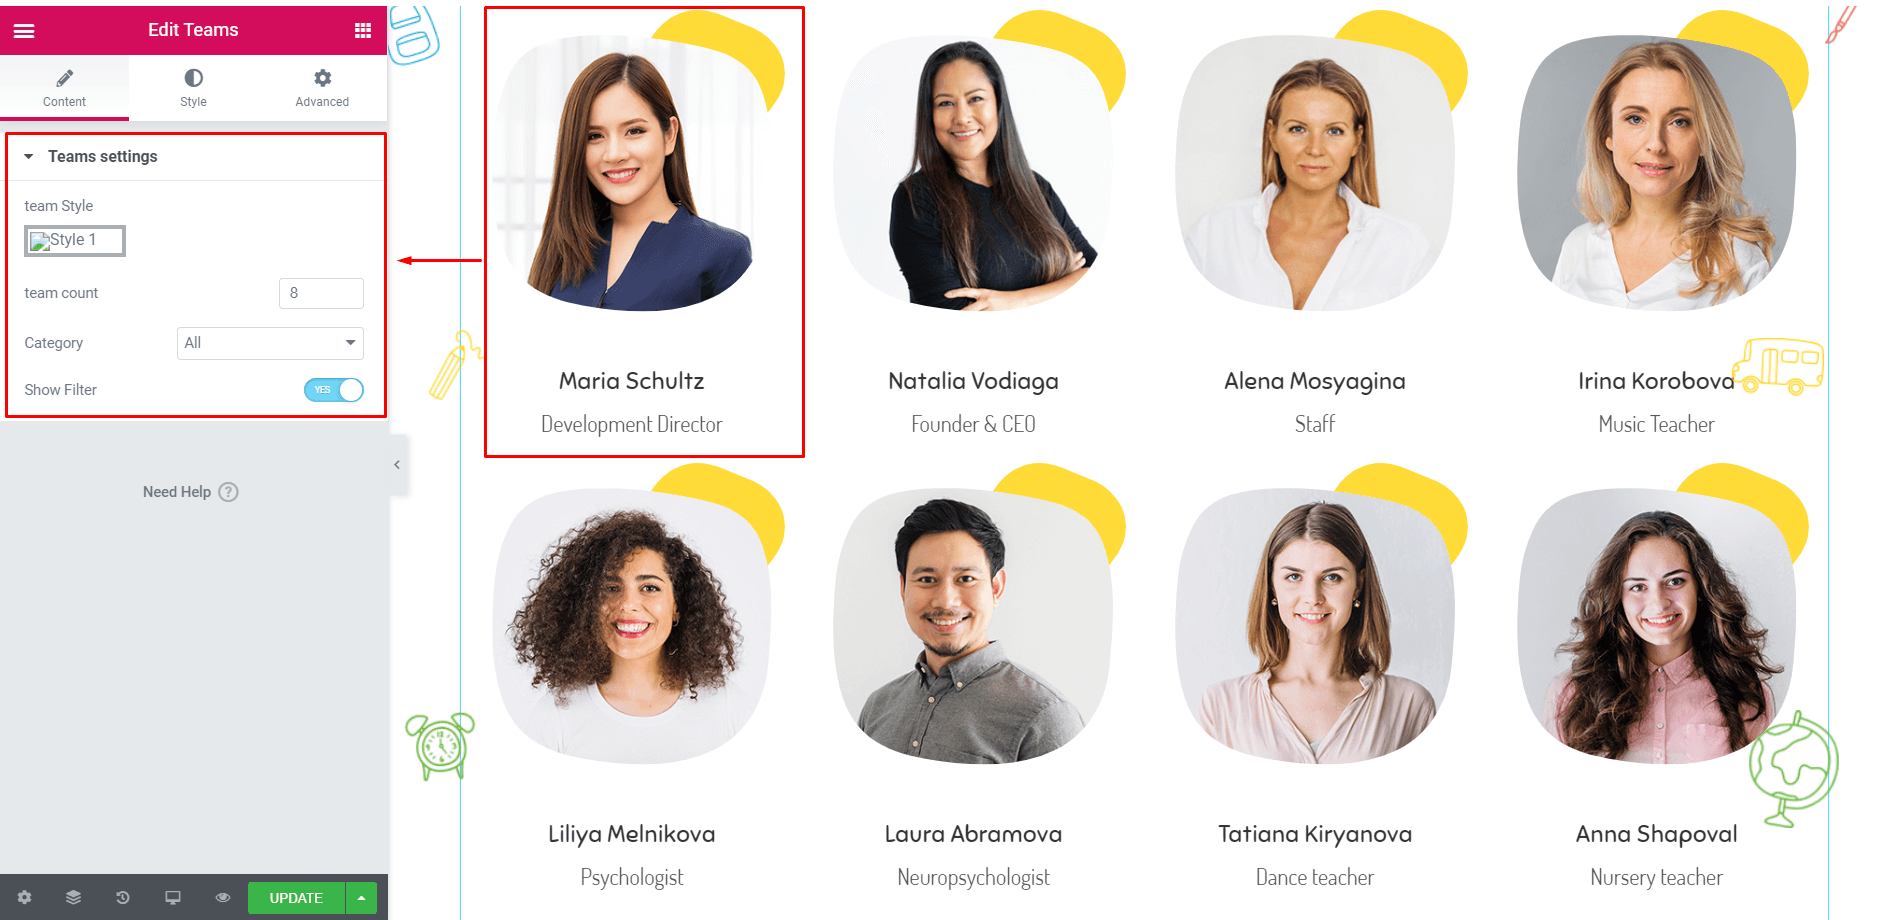 Edit Teams
Content
Style
Advanced
Teams settings
team Style
Style 1
team count
8
Category
All
Show Filter
YES
Need Help ?
UPDATE
Maria Schultz
Development Director
Natalia Vodiaga
Founder & CEO
Alena Mosyagina
Staff
Irina Korobova
Music Teacher
Liliya Melnikova
Psychologist
Laura Abramova
Neuropsychologist
Tatiana Kiryanova
Dance teacher
Anna Shapoval
Nursery teacher